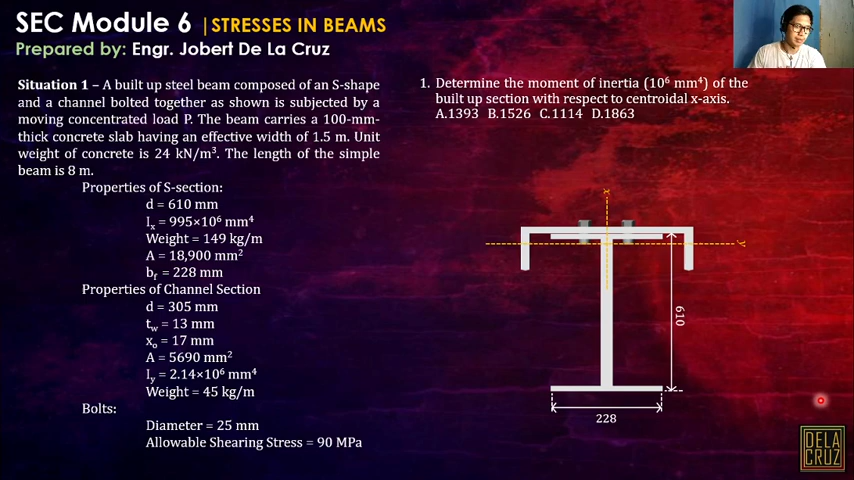 SEC Module 6 | STRESSES IN BEAMS
Prepared by: Engr. Jobert De La Cruz
Situation 1 – A built up steel beam composed of an S-shape
and a channel bolted together as shown is subjected by a
moving concentrated load P. The beam carries a 100-mm-
thick concrete slab having an effective width of 1.5 m. Unit
weight of concrete is 24 kN/m³. The length of the simple
beam is 8 m.
Properties of S-section:
d = 610 mm
Iₓ = 995×10⁶ mm⁴
Weight = 149 kg/m
A = 18,900 mm²
b_f = 228 mm
Properties of Channel Section
d = 305 mm
t_w = 13 mm
x_o = 17 mm
A = 5690 mm²
I_y = 2.14×10⁶ mm⁴
Weight = 45 kg/m
Bolts:
Diameter = 25 mm
Allowable Shearing Stress = 90 MPa
1. Determine the moment of inertia (10⁶ mm⁴) of the
built up section with respect to centroidal x-axis.
A.1393 B.1526 C.1114 D.1863
x
y
610
228
DELA
CRUZ